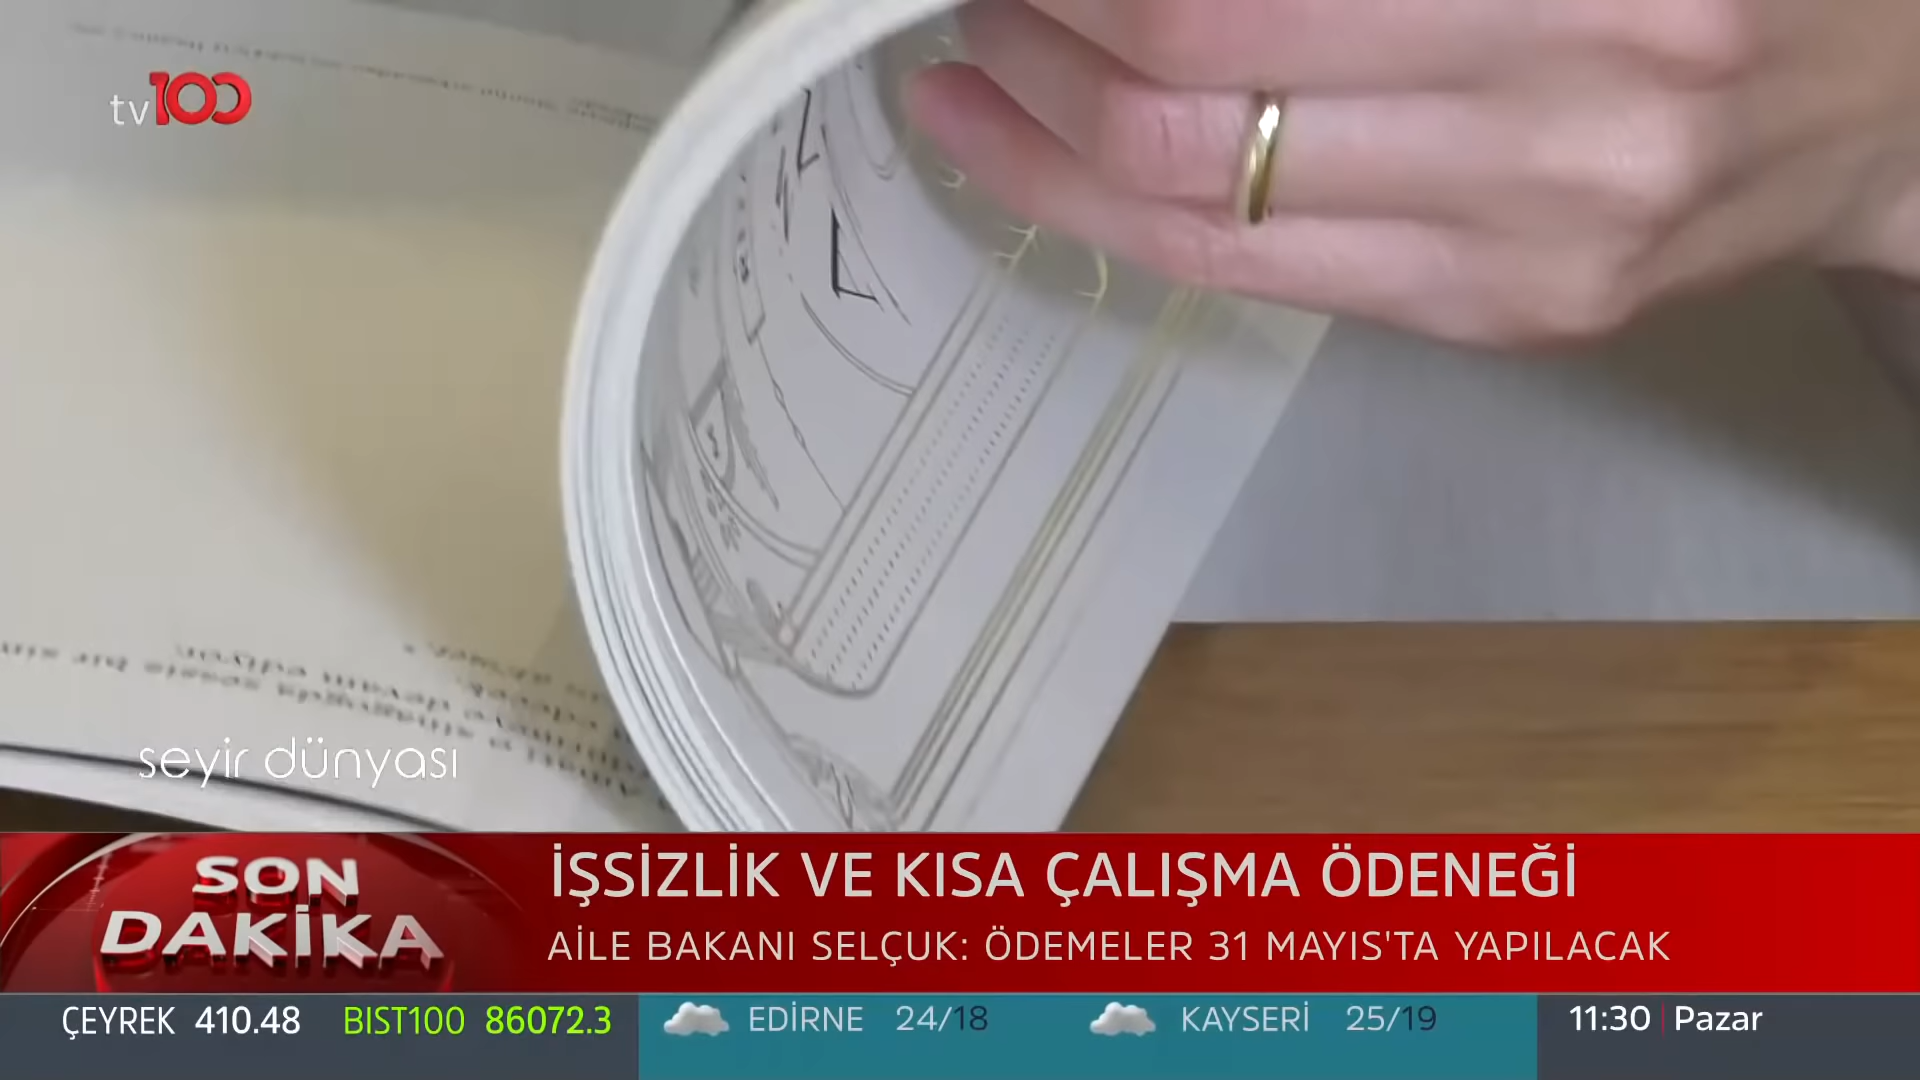 tv100
seyir dünyası
SON
DAKİKA
İŞSİZLİK VE KISA ÇALIŞMA ÖDENEĞİ
AİLE BAKANI SELÇUK: ÖDEMELER 31 MAYIS'TA YAPILACAK
ÇEYREK 410.48 BIST100 86072.3 EDİRNE 24/18 KAYSERİ 25/19 11:30 Pazar